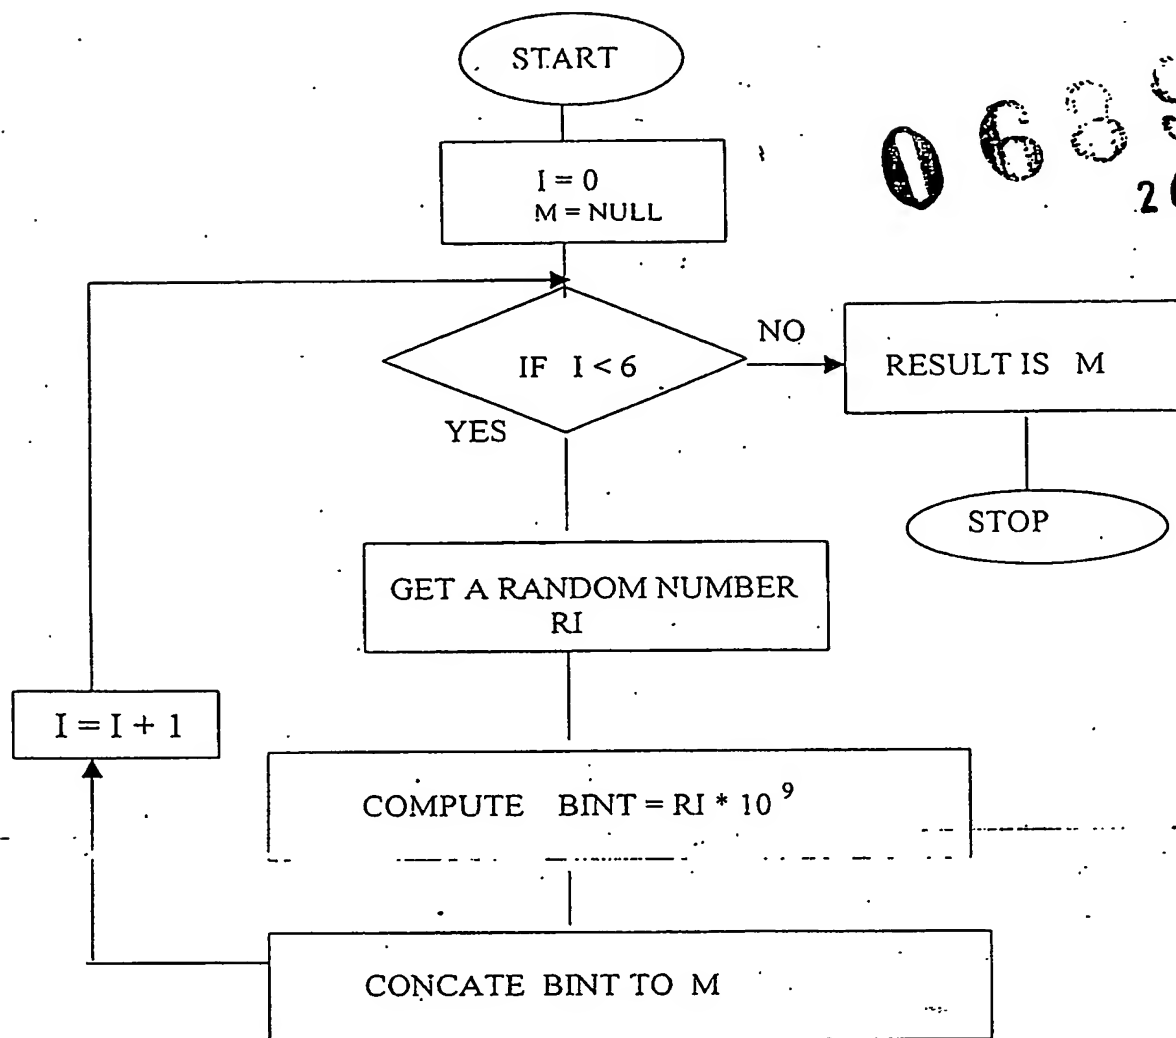 START
I = 0
M = NULL
IF I < 6
NO
RESULT IS M
YES
STOP
GET A RANDOM NUMBER
RI
I = I + 1
COMPUTE BINT = RI * 10 ⁹
CONCATE BINT TO M